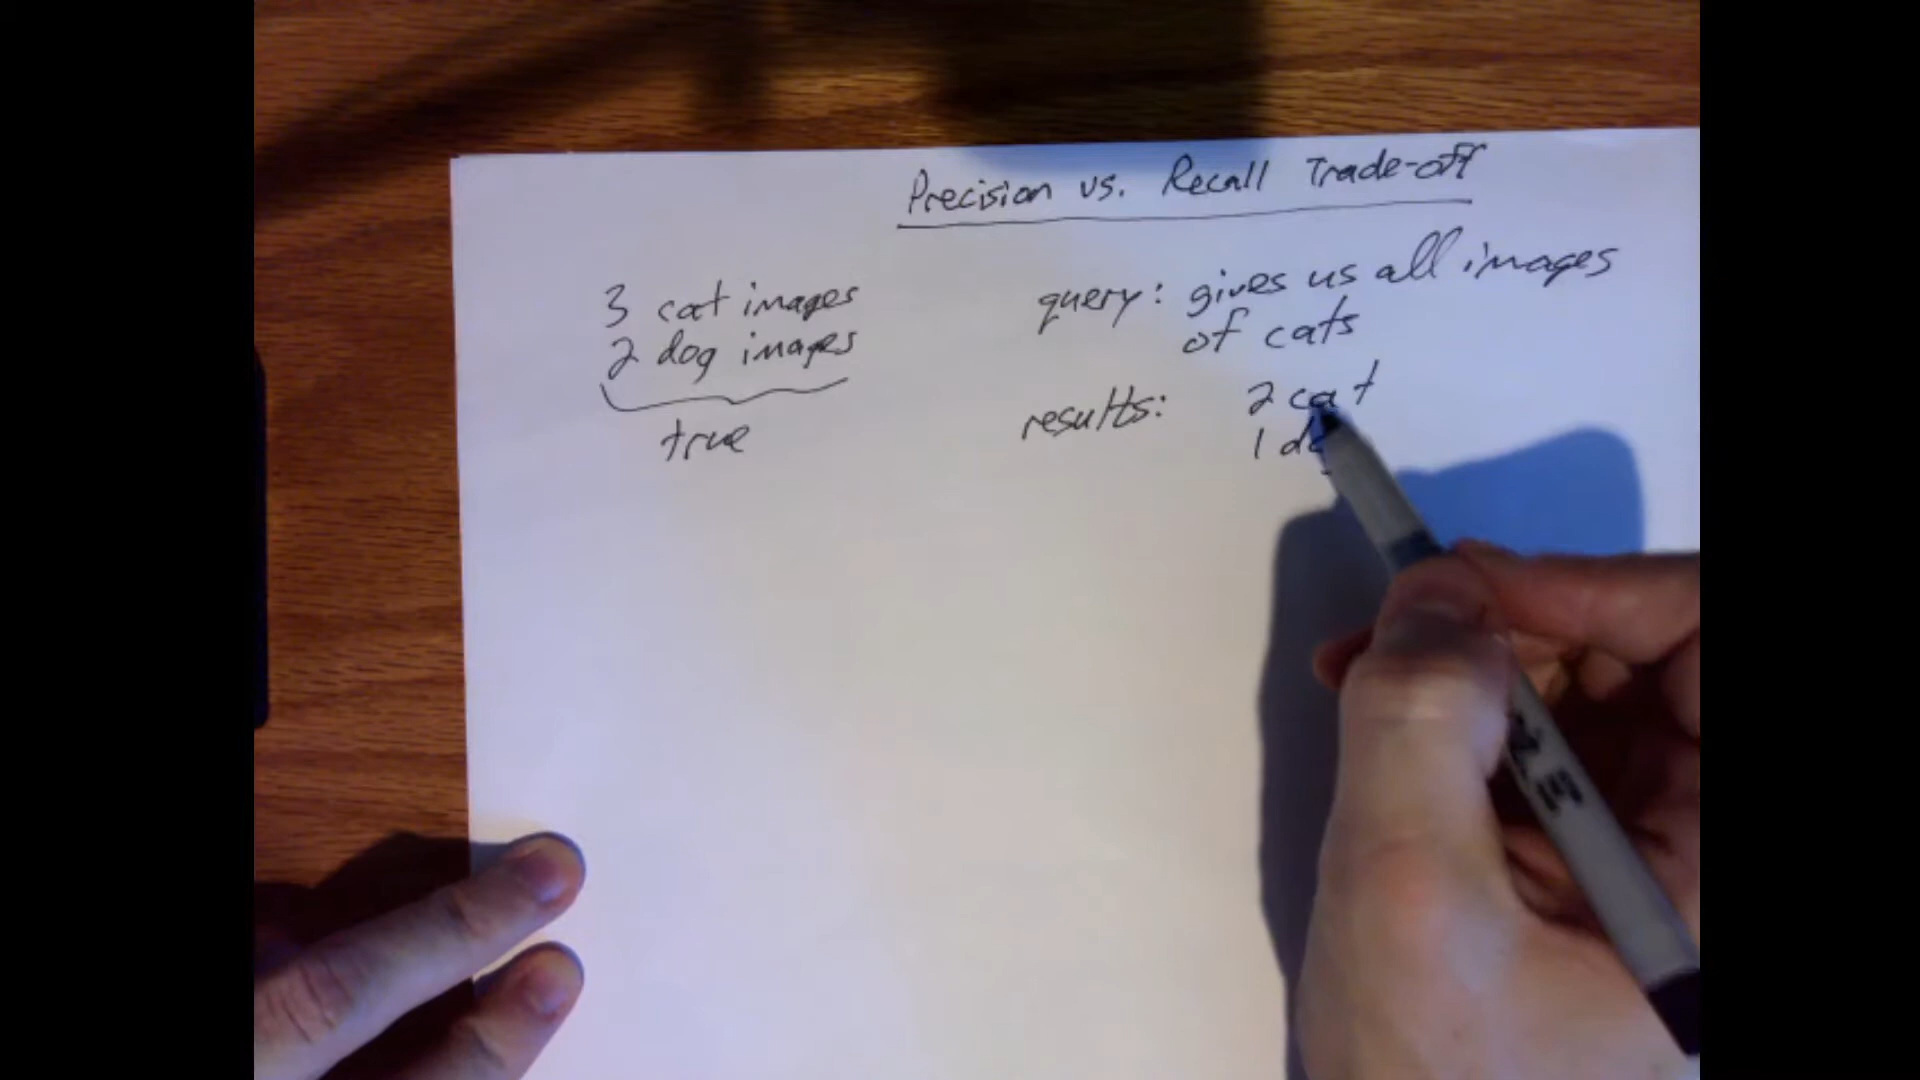 Precision vs. Recall Trade-off
3 cat images
2 dog images
true
query: gives us all images
of cats
results: 2 cat
1